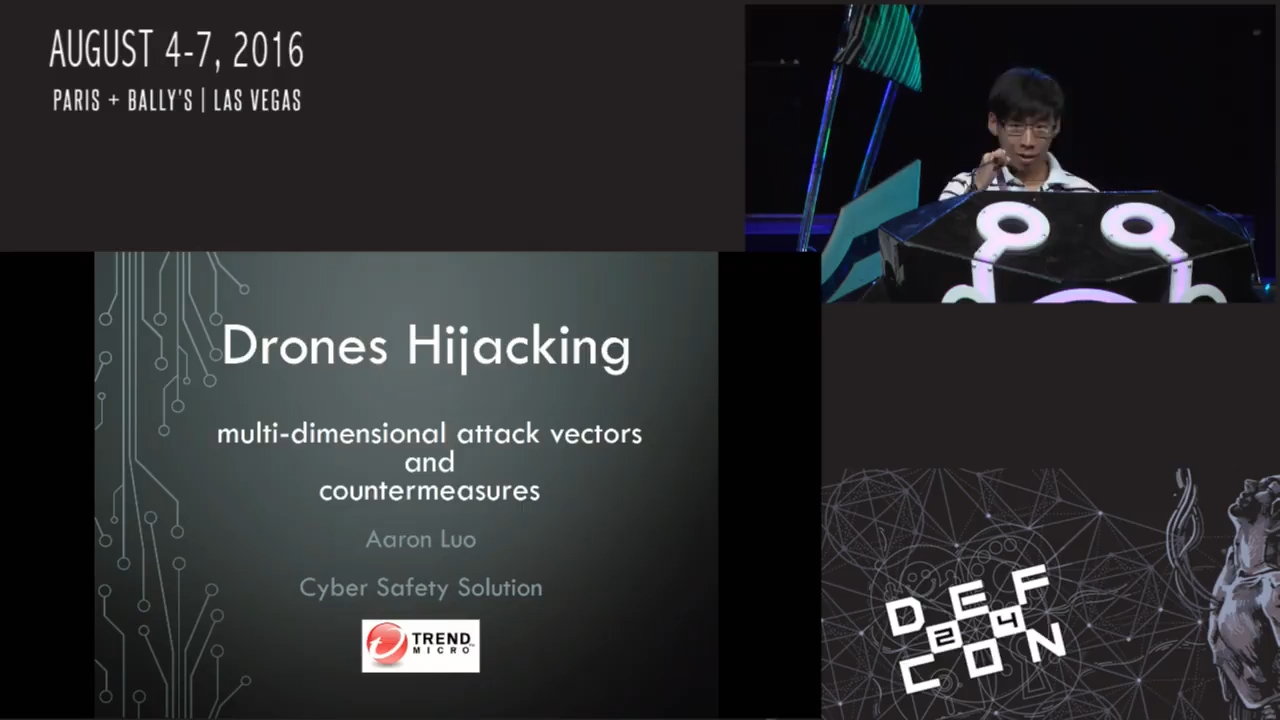 AUGUST 4-7, 2016
PARIS + BALLY'S | LAS VEGAS
Drones Hijacking
multi-dimensional attack vectors
and
countermeasures
Aaron Luo
Cyber Safety Solution
TREND
MICRO
DEF
24
CON